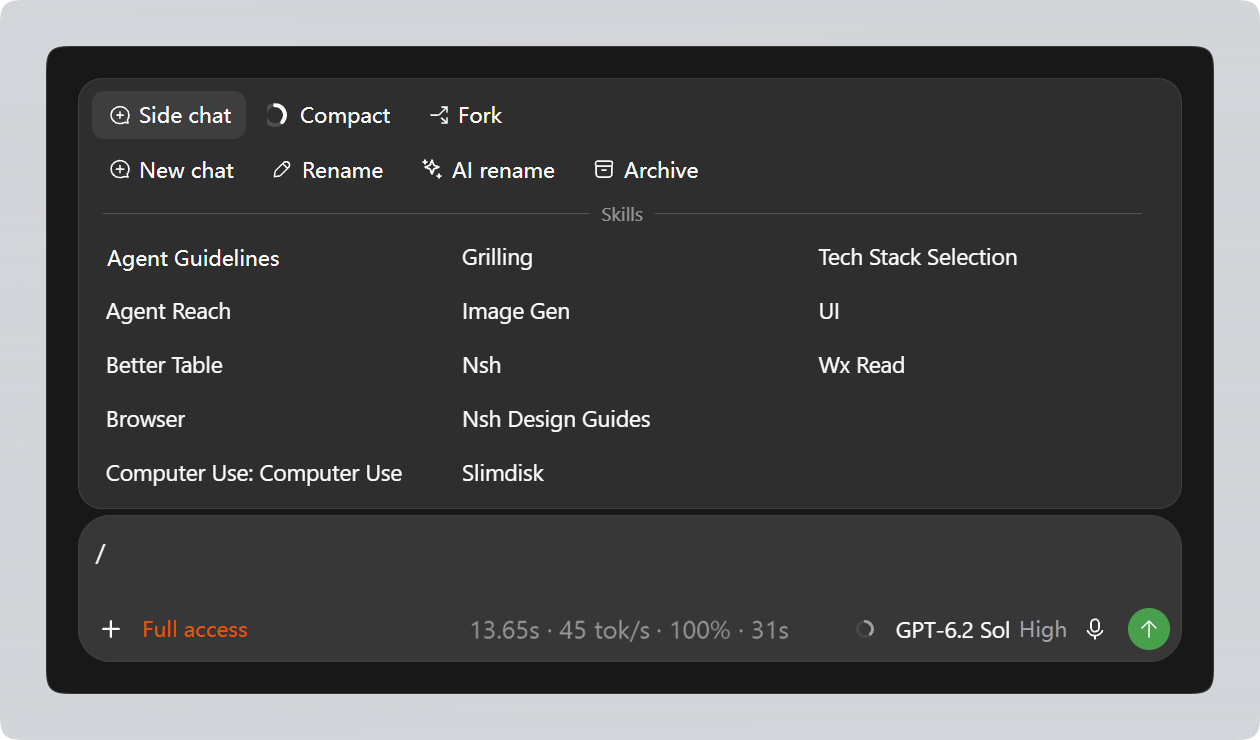 Side chat Compact Fork
New chat Rename AI rename Archive
Skills
Agent Guidelines Grilling Tech Stack Selection
Agent Reach Image Gen UI
Better Table Nsh Wx Read
Browser Nsh Design Guides
Computer Use: Computer Use Slimdisk
/
+ Full access 13.65s · 45 tok/s · 100% · 31s GPT-6.2 Sol High